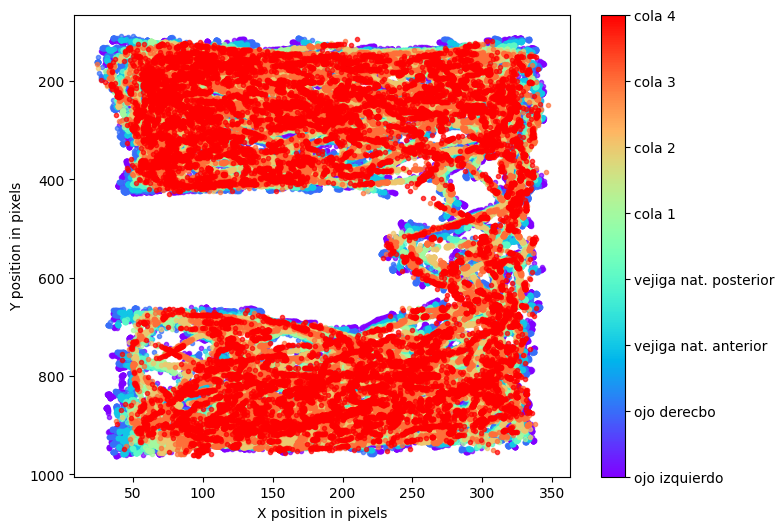 200
400
600
800
1000
Y position in pixels
50
100
150
200
250
300
350
X position in pixels
cola 4
cola 3
cola 2
cola 1
vejiga nat. posterior
vejiga nat. anterior
ojo derecbo
ojo izquierdo